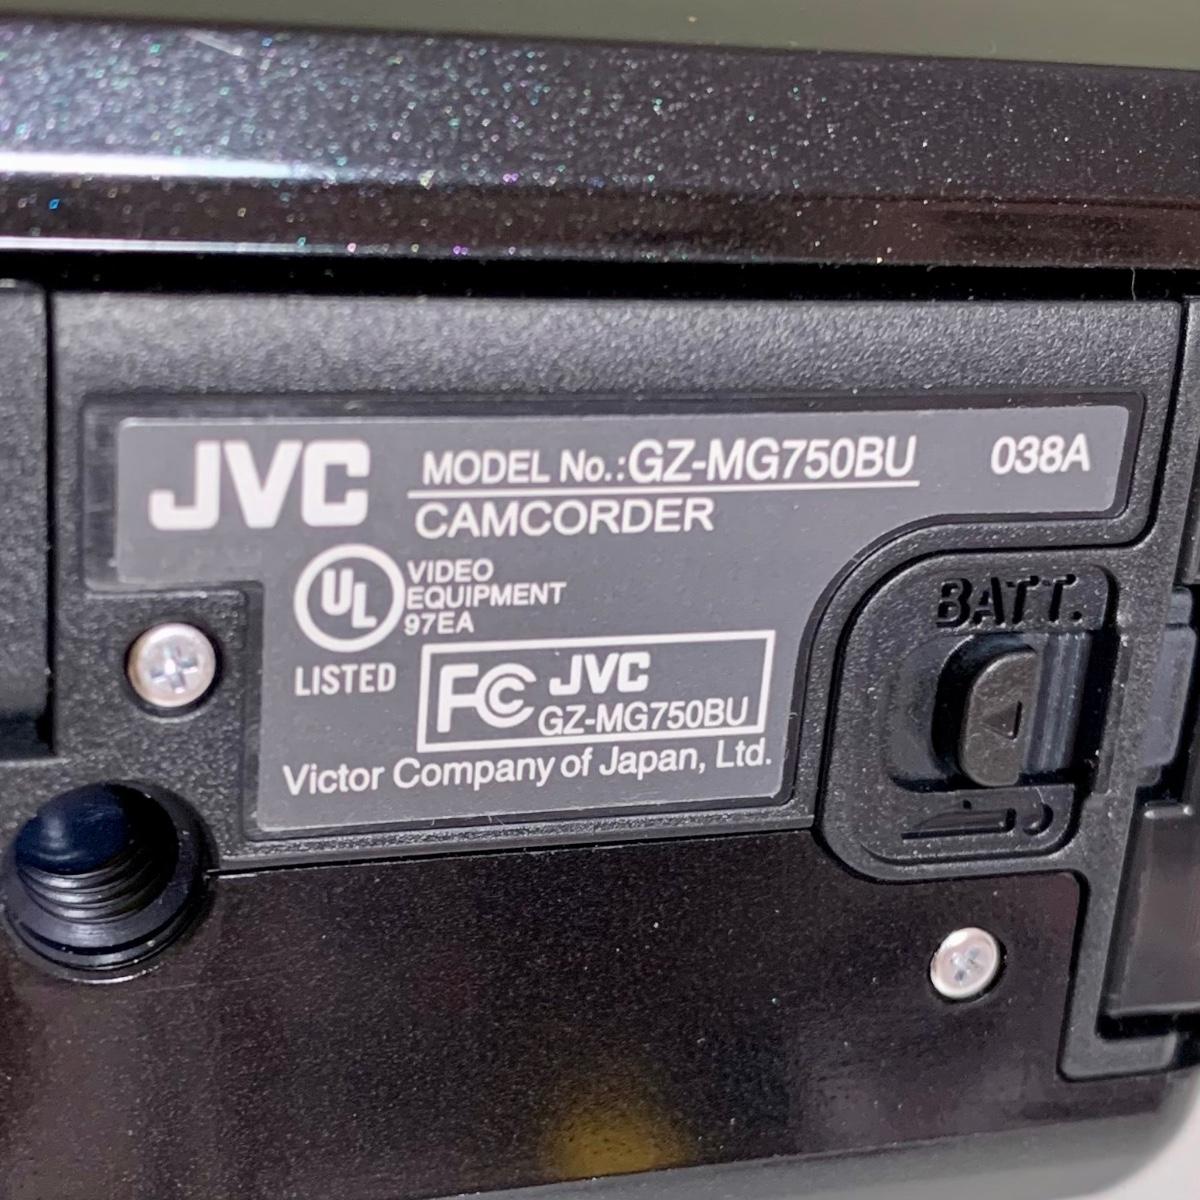 JVC MODEL No.:GZ-MG750BU 038A
CAMCORDER
UL VIDEO
EQUIPMENT
97EA
LISTED
FC JVC
GZ-MG750BU
Victor Company of Japan, Ltd.
BATT.